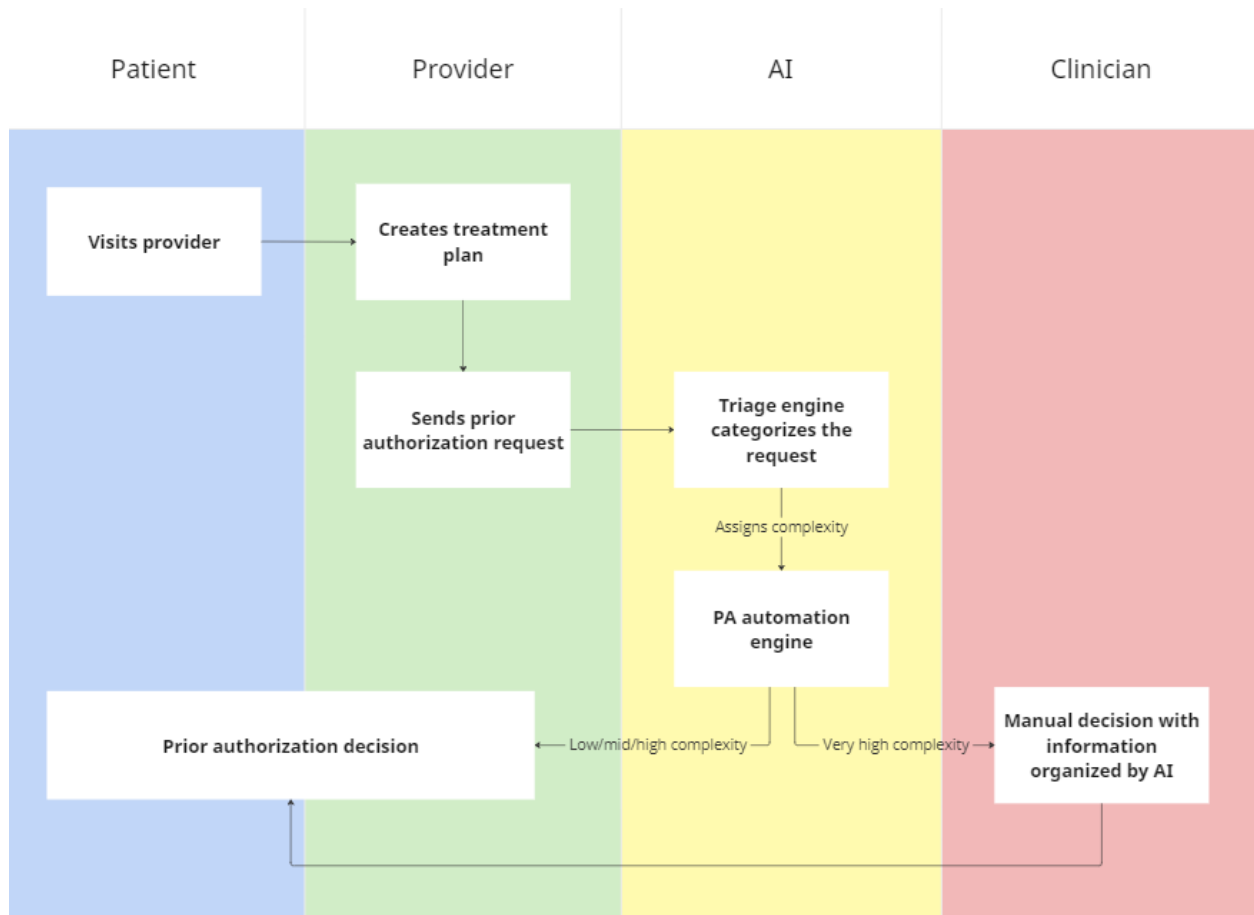 Patient
Provider
AI
Clinician
Visits provider
Creates treatment
plan
Sends prior
authorization request
Triage engine
categorizes the
request
Assigns complexity
PA automation
engine
Prior authorization decision
Low/mid/high complexity
Very high complexity
Manual decision with
information
organized by AI